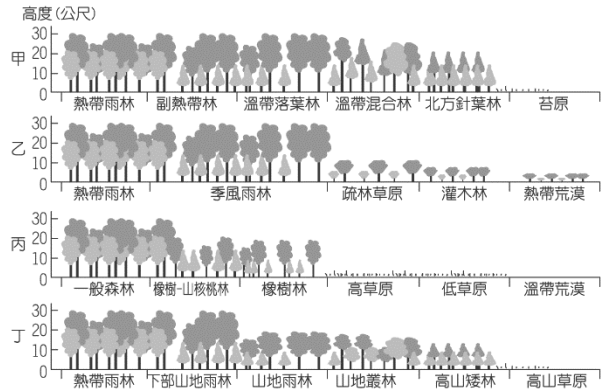 高度(公尺)
30
20
10
0
甲
熱帶雨林 副熱帶林 溫帶落葉林 溫帶混合林 北方針葉林 苔原
30
20
10
0
乙
熱帶雨林 季風雨林 疏林草原 灌木林 熱帶荒漠
30
20
10
0
丙
一般森林 橡樹-山核桃林 橡樹林 高草原 低草原 溫帶荒漠
30
20
10
0
丁
熱帶雨林 下部山地雨林 山地雨林 山地叢林 高山矮林 高山草原